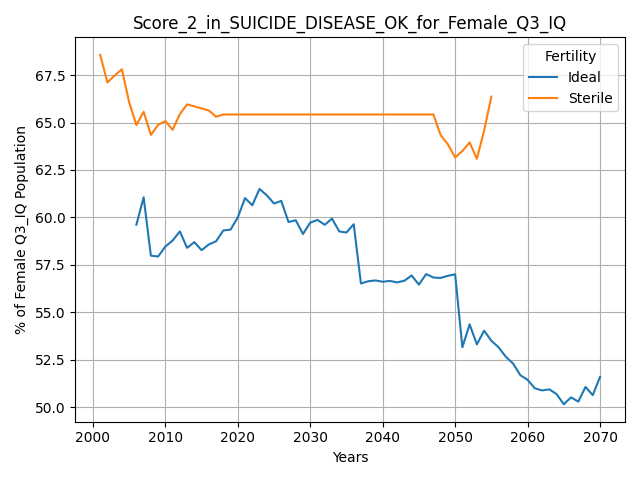 Score_2_in_SUICIDE_DISEASE_OK_for_Female_Q3_IQ
Fertility
Ideal
Sterile
% of Female Q3_IQ Population
67.5
65.0
62.5
60.0
57.5
55.0
52.5
50.0
2000 2010 2020 2030 2040 2050 2060 2070
Years